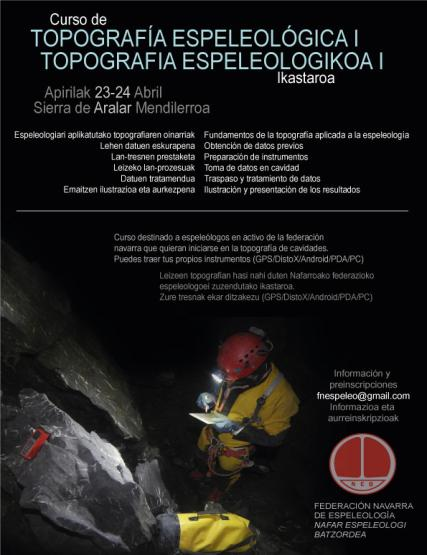 Curso de
TOPOGRAFÍA ESPELEOLÓGICA I
TOPOGRAFIA ESPELEOLOGIKOA I
Ikastaroa
Apirilak 23-24 Abril
Sierra de Aralar Mendilerroa
Espeleologiari aplikatutako topografiaren oinarriak Fundamentos de la topografía aplicada a la espeleología
Lehen datuen eskurapena Obtención de datos previos
Lan-tresnen prestaketa Preparación de instrumentos
Leizeko lan-prozesuak Toma de datos en cavidad
Datuen tratamendua Traspaso y tratamiento de datos
Emaitzen ilustrazioa eta aurkezpena Ilustración y presentación de los resultados
Curso destinado a espeleólogos en activo de la federación
navarra que quieran iniciarse en la topografía de cavidades.
Puedes traer tus propios instrumentos (GPS/DistoX/Android/PDA/PC)
Leizeen topografian hasi nahi duten Nafarroako federazioko
espeleologoei zuzendutako ikastaroa.
Zure tresnak ekar ditzakezu (GPS/DistoX/Android/PDA/PC)
Información y
preinscripciones
fnespeleo@gmail.com
Informazioa eta
aurreinskripzioak
NEB
FEDERACIÓN NAVARRA
DE ESPELEOLOGÍA
NAFAR ESPELEOLOGI
BATZORDEA